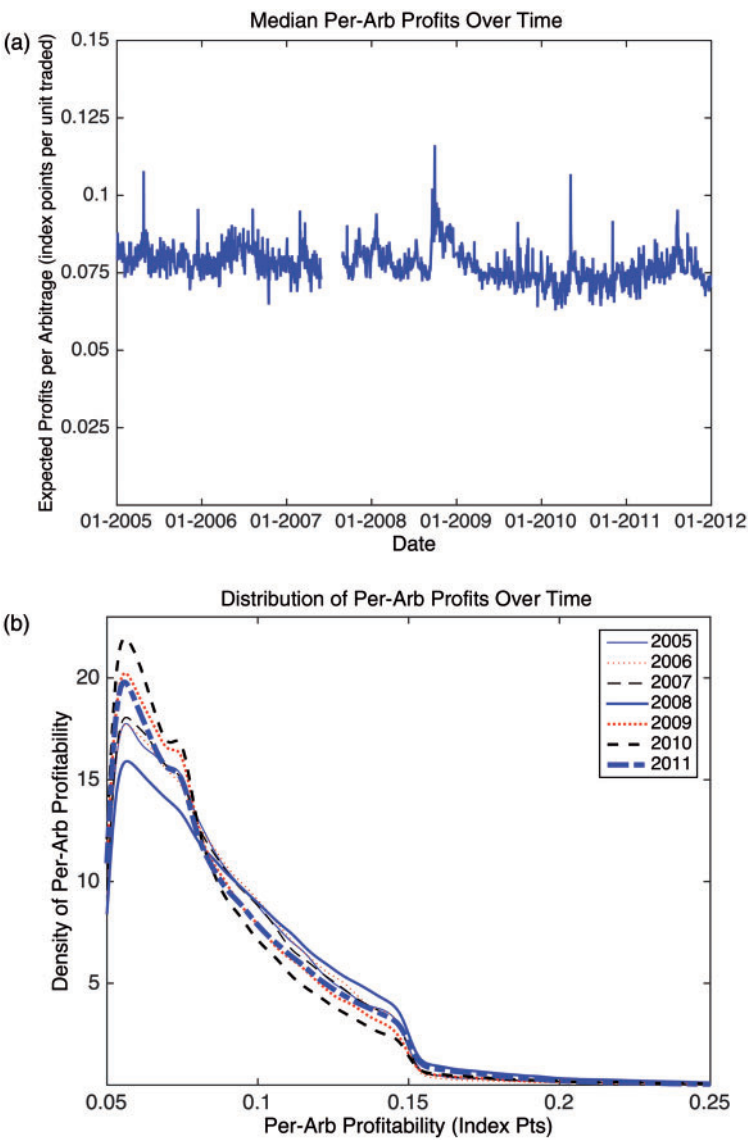 (a)
Median Per-Arb Profits Over Time
Expected Profits per Arbitrage (index points per unit traded)
0.15
0.125
0.1
0.075
0.05
0.025
01-2005 01-2006 01-2007 01-2008 01-2009 01-2010 01-2011 01-2012
Date
(b)
Distribution of Per-Arb Profits Over Time
Density of Per-Arb Profitability
20
15
10
5
2005
2006
2007
2008
2009
2010
2011
0.05 0.1 0.15 0.2 0.25
Per-Arb Profitability (Index Pts)